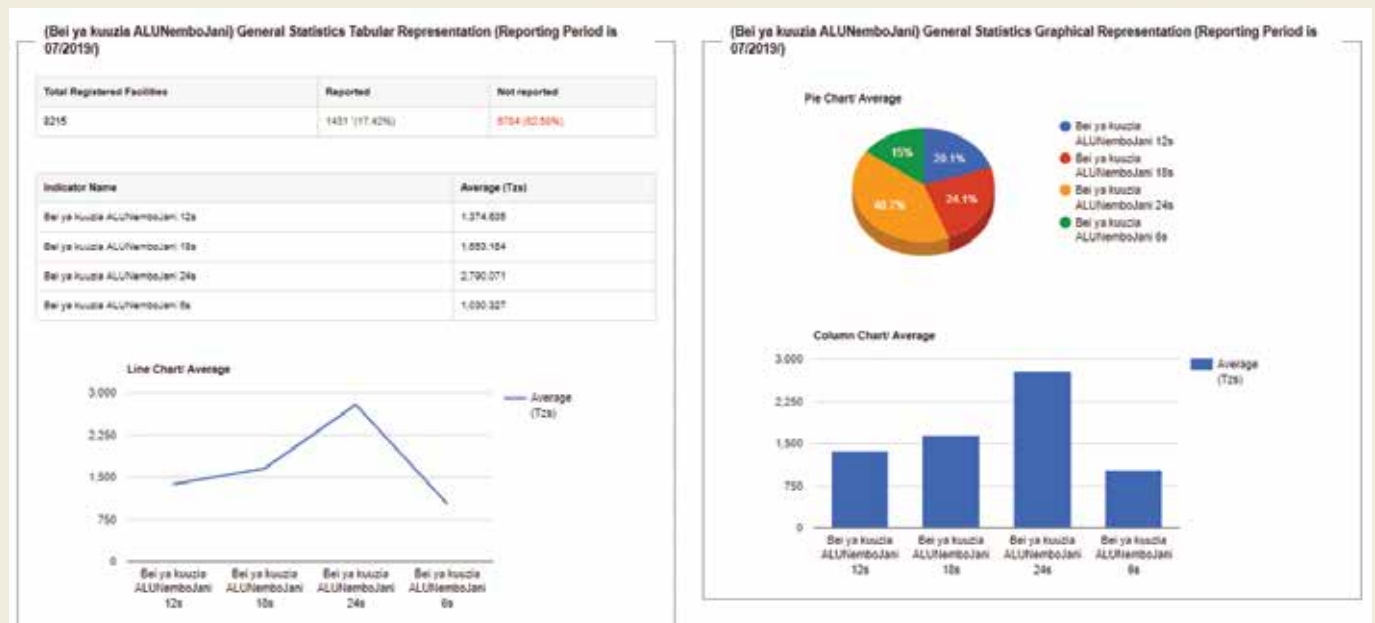 (Bei ya kuuzia ALUNemboJani) General Statistics Tabular Representation (Reporting Period is
07/2019/)
Total Registered Facilities Reported Not reported
8215 1431 (17.42%) 6784 (82.58%)
Indicator Name Average (Tzs)
Bei ya kuuzia ALUNemboJani 12s
Bei ya kuuzia ALUNemboJani 18s
Bei ya kuuzia ALUNemboJani 24s 2,790.071
Bei ya kuuzia ALUNemboJani 6s 1,030.327
Line Chart/ Average
3,000
2,250
1,500
750
0
Average
(Tzs)
Bei ya kuuzia Bei ya kuuzia Bei ya kuuzia Bei ya kuuzia
ALUNemboJani ALUNemboJani ALUNemboJani ALUNemboJani
12s 18s 24s 6s
(Bei ya kuuzia ALUNemboJani) General Statistics Graphical Representation (Reporting Period is
07/2019/)
Pie Chart/ Average
15% 20.1%
40.7% 24.1%
Bei ya kuuzia
ALUNemboJani 12s
Bei ya kuuzia
ALUNemboJani 18s
Bei ya kuuzia
ALUNemboJani 24s
Bei ya kuuzia
ALUNemboJani 6s
Column Chart/ Average
3,000
2,250
1,500
750
0
Average
(Tzs)
Bei ya kuuzia Bei ya kuuzia Bei ya kuuzia Bei ya kuuzia
ALUNemboJani ALUNemboJani ALUNemboJani ALUNemboJani
12s 18s 24s 6s